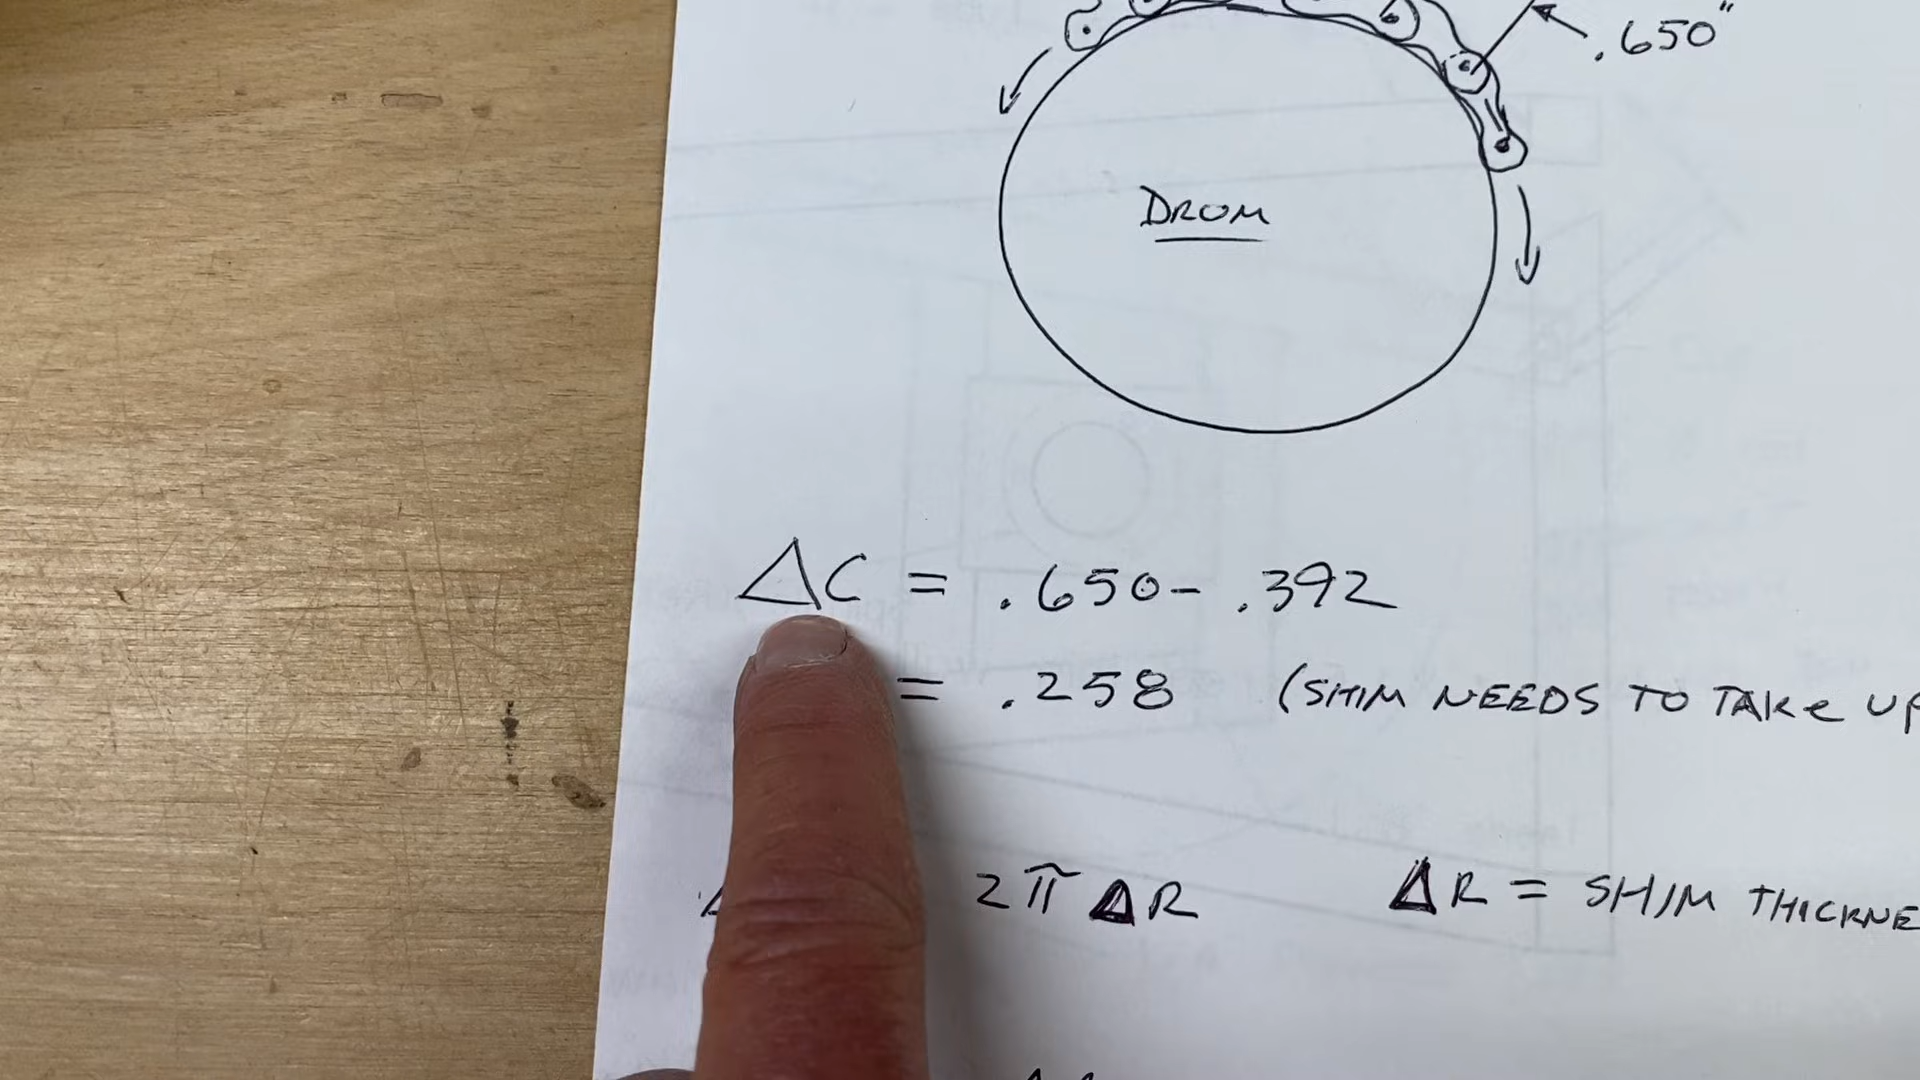 .650"
DRUM
ΔC = .650 - .392
= .258 (SHIM NEEDS TO TAKE UP
2π ΔR ΔR = SHIM THICKNE